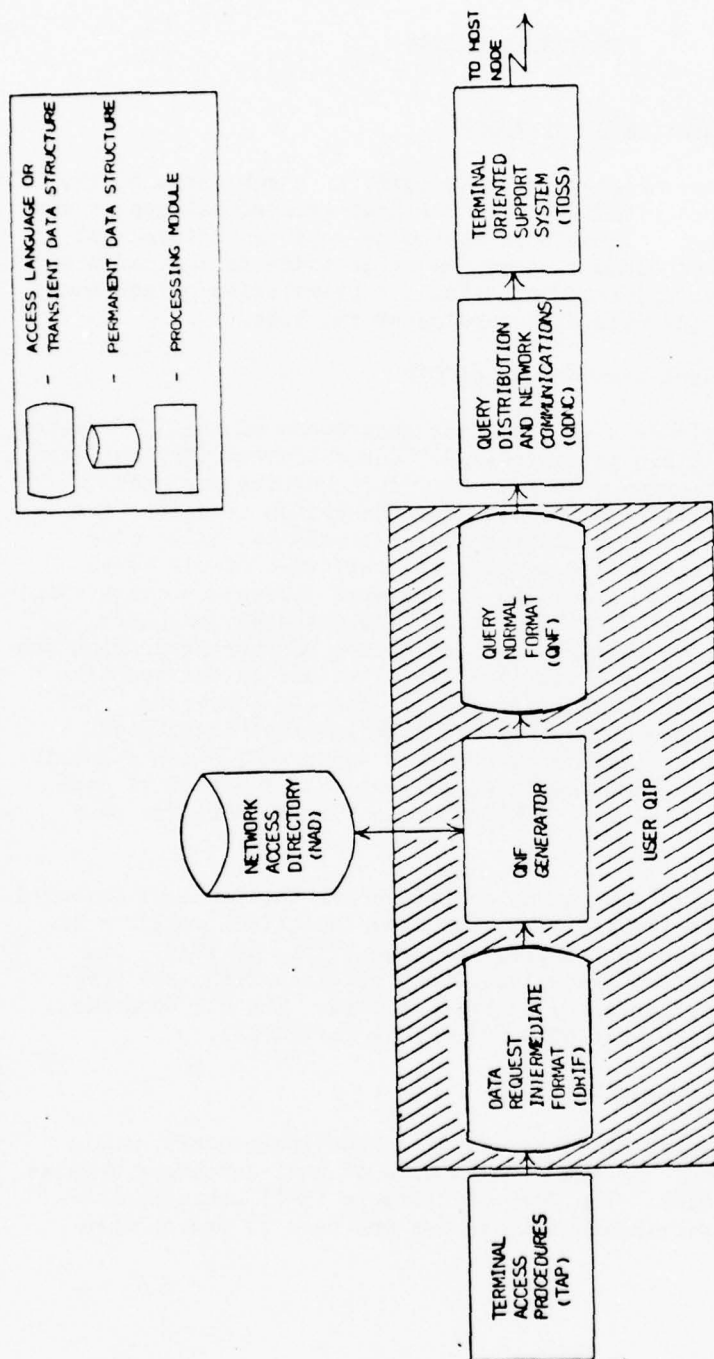 ACCESS LANGUAGE OR
- TRANSIENT DATA STRUCTURE
- PERMANENT DATA STRUCTURE
- PROCESSING MODULE
TERMINAL
ACCESS
PROCEDURES
(TAP)
DATA
REQUEST
INTERMEDIATE
FORMAT
(DRIF)
NETWORK
ACCESS
DIRECTORY
(NAD)
QNF
GENERATOR
QUERY
NORMAL
FORMAT
(QNF)
USER QIP
QUERY
DISTRIBUTION
AND NETWORK
COMMUNICATIONS
(QDNC)
TERMINAL
ORIENTED
SUPPORT
SYSTEM
(TOSS)
TO HOST
NODE